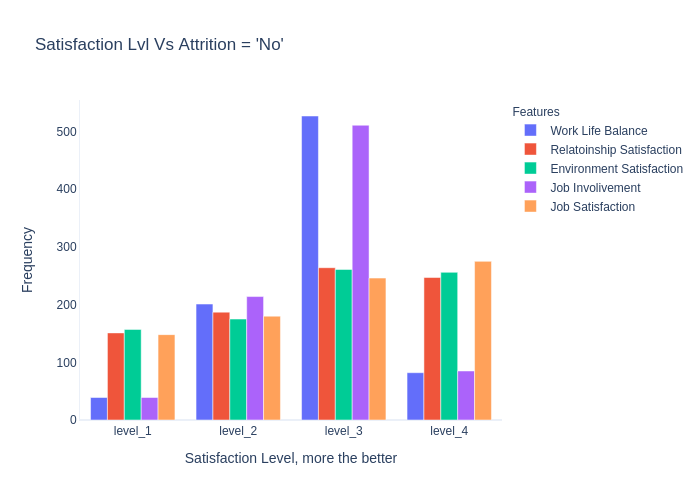 Satisfaction Lvl Vs Attrition = 'No'
Features
Work Life Balance
Relatoinship Satisfaction
Environment Satisfaction
Job Involivement
Job Satisfaction
Frequency
500
400
300
200
100
0
level_1
level_2
level_3
level_4
Satisfaction Level, more the better